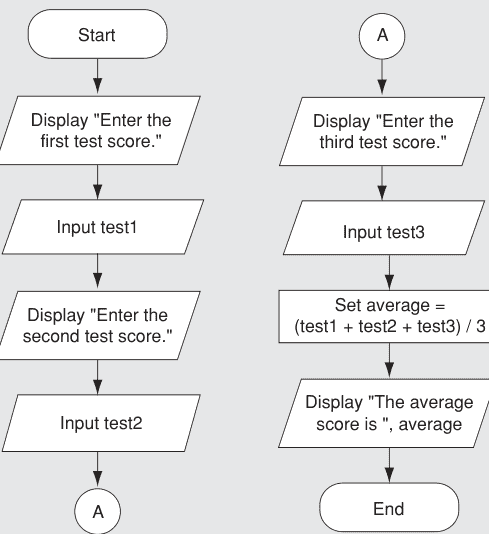 Start
Display "Enter the
first test score."
Input test1
Display "Enter the
second test score."
Input test2
A
A
Display "Enter the
third test score."
Input test3
Set average =
(test1 + test2 + test3) / 3
Display "The average
score is ", average
End